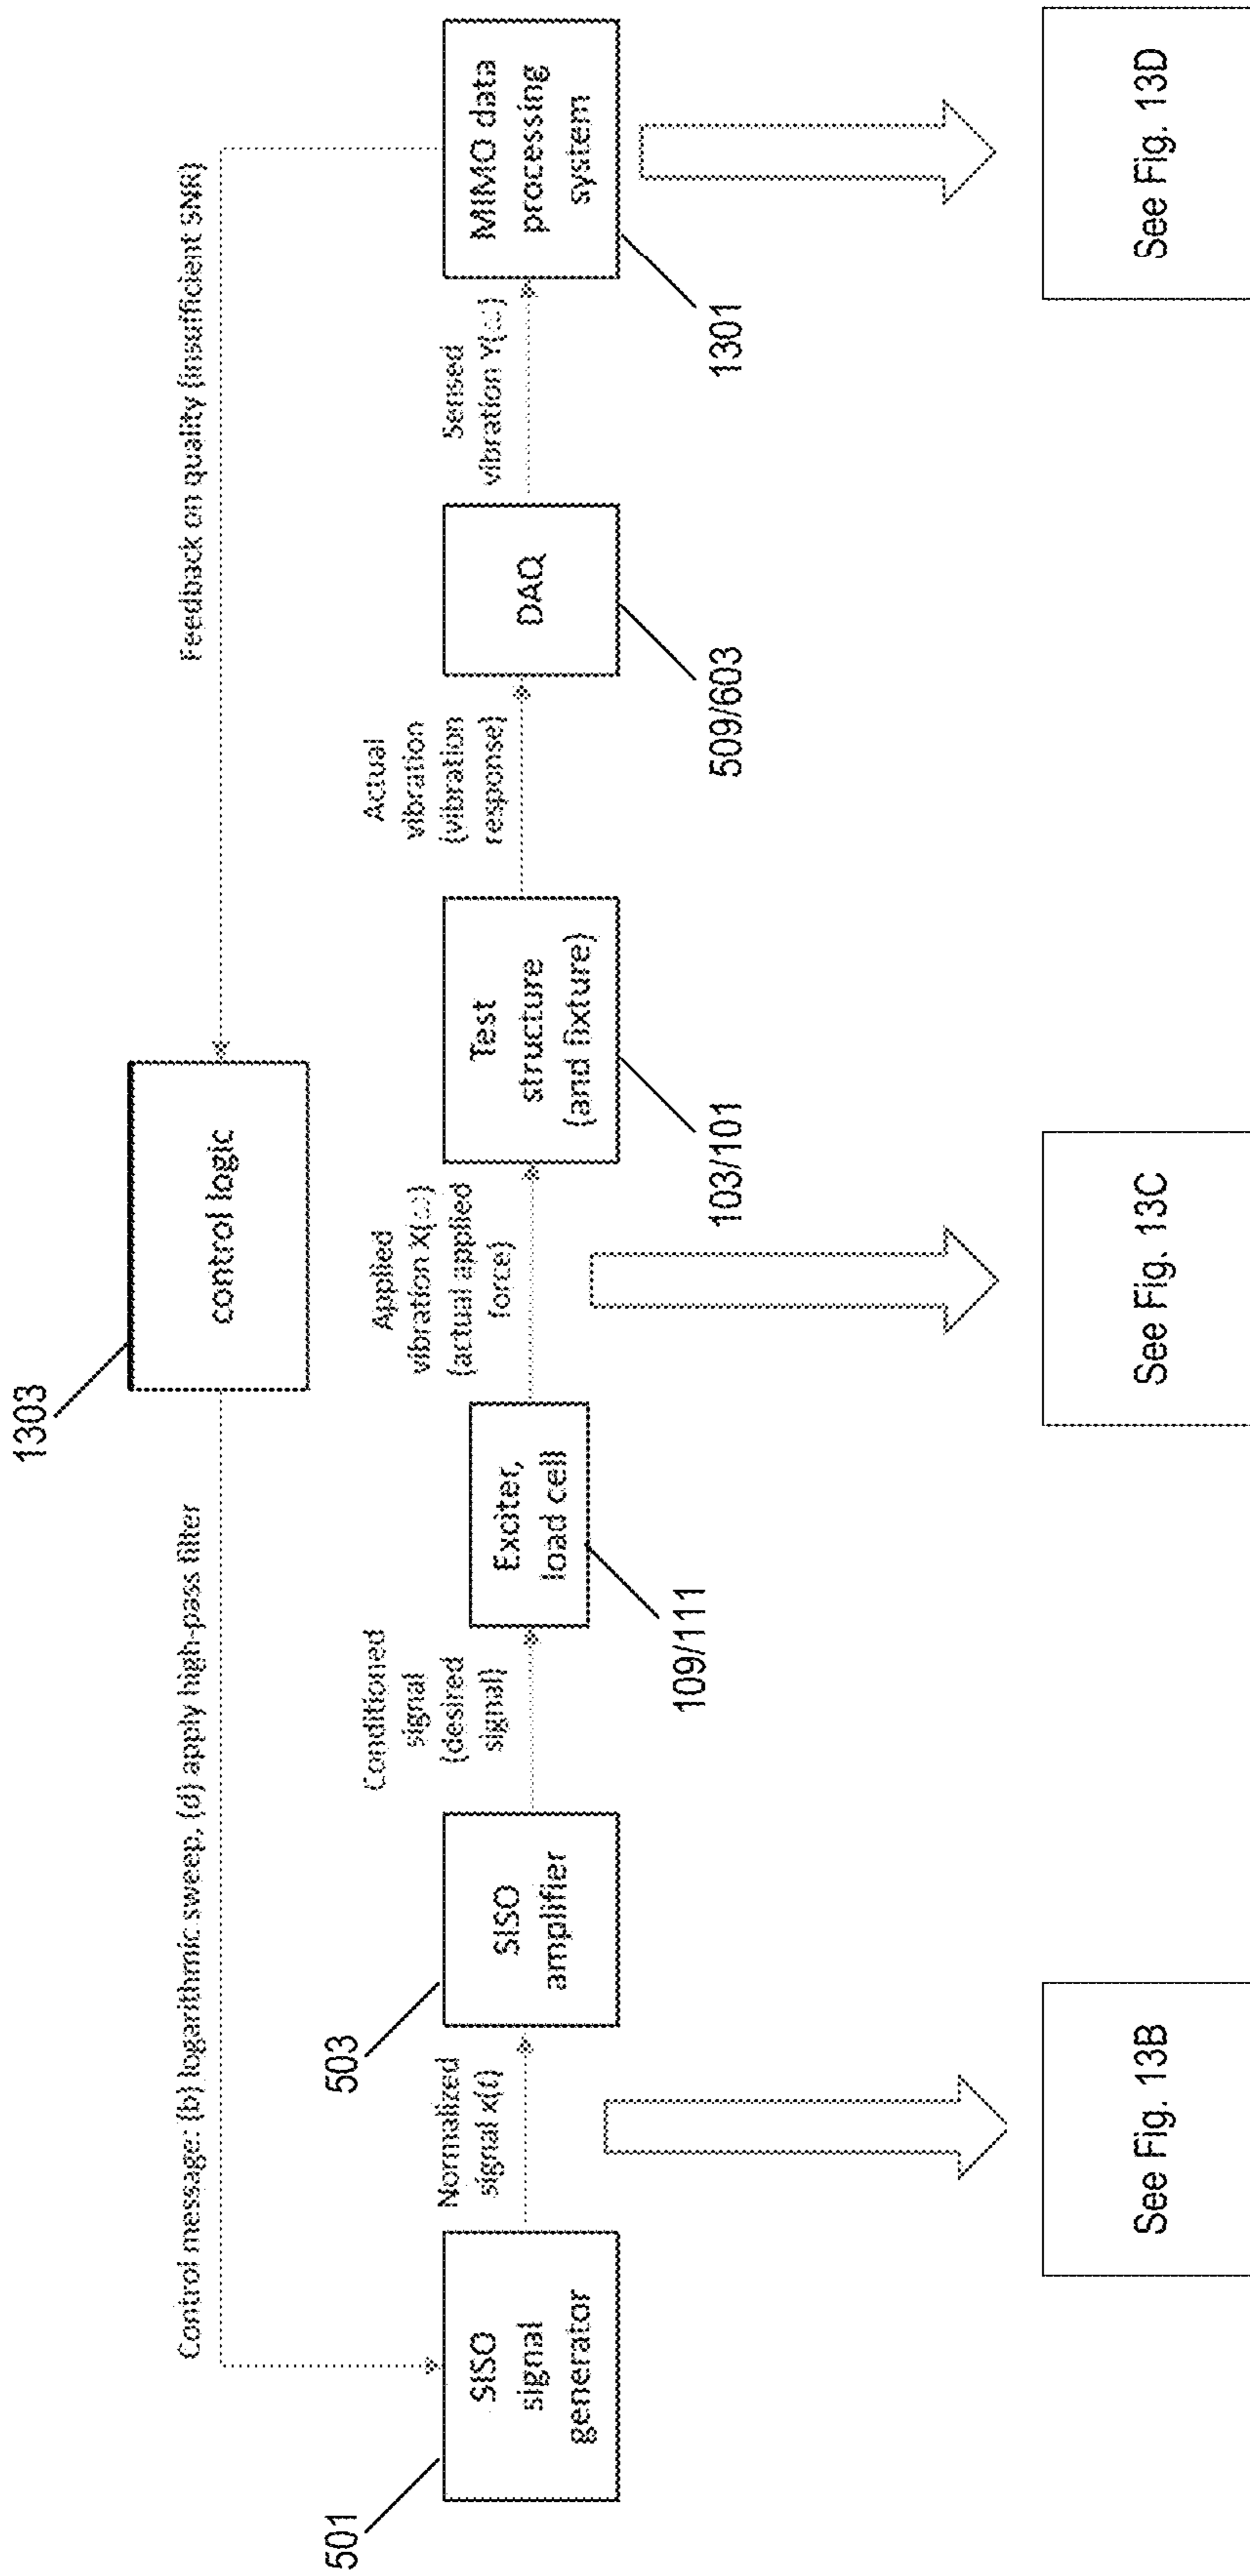 1303
control logic
Control message: (b) logarithmic sweep, (d) apply high-pass filter
Feedback on quality (insufficient SNR)
501
SISO
signal
generator
Normalized
signal x(t)
503
SISO
amplifier
Conditioned
signal
(desired
signal)
Exciter,
load cell
109/111
Applied
vibration X(ω)
(actual applied
force)
Test
structure
(and fixture)
103/101
Actual
vibration
(vibration
response)
DAQ
509/603
Sensed
vibration Y(ω)
MIMO data
processing
system
1301
See Fig. 13B
See Fig. 13C
See Fig. 13D